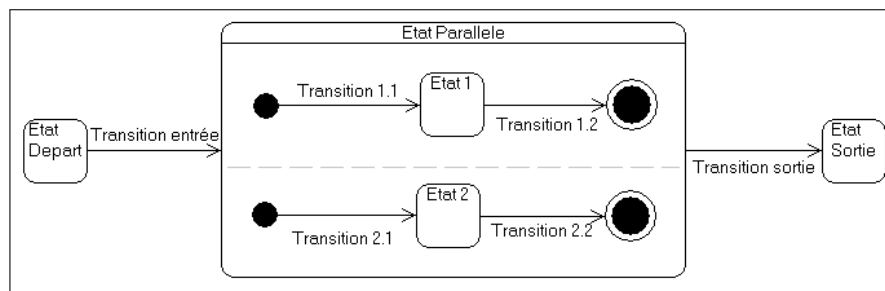 Etat Parallele
Etat 1
Transition 1.1
Transition 1.2
Etat
Depart
Transition entrée
Etat
Sortie
Transition sortie
Etat 2
Transition 2.1
Transition 2.2